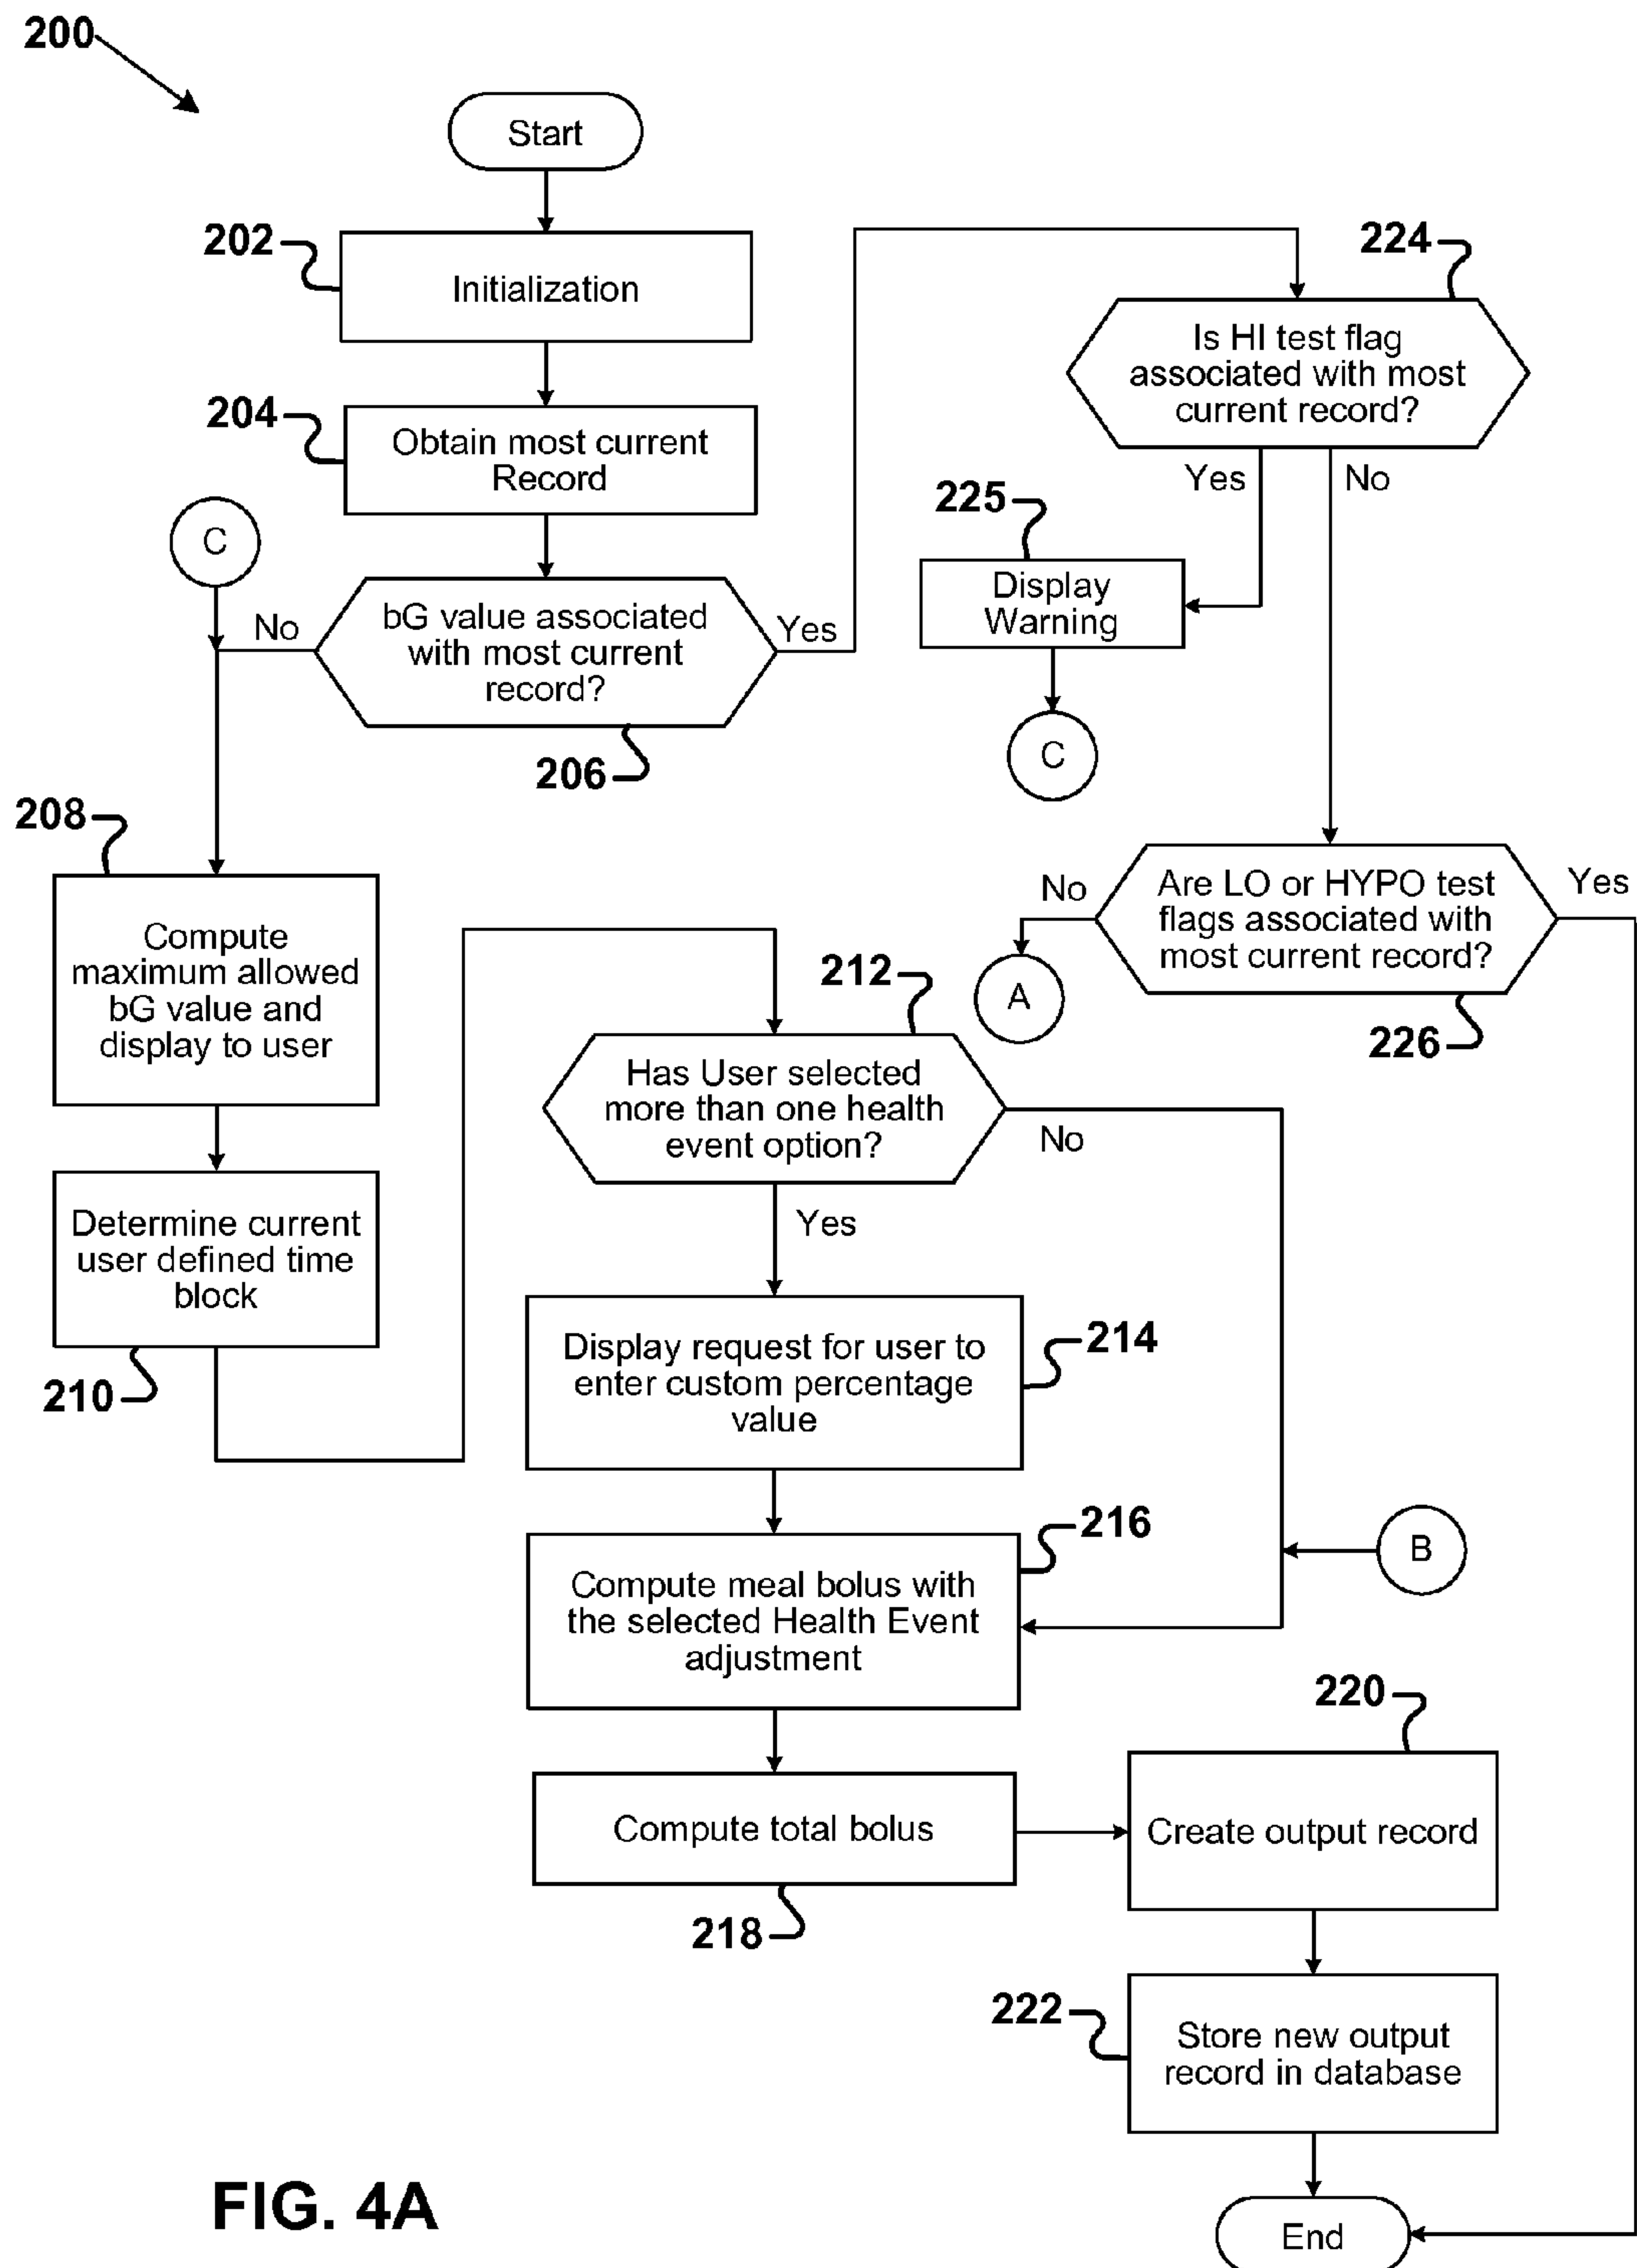 200
Start
202
Initialization
204
Obtain most current
Record
C
No
bG value associated
with most current
record?
Yes
206
224
Is HI test flag
associated with most
current record?
Yes
No
225
Display
Warning
C
No
Are LO or HYPO test
flags associated with
most current record?
Yes
A
226
208
Compute
maximum allowed
bG value and
display to user
Determine current
user defined time
block
210
212
Has User selected
more than one health
event option?
No
Yes
Display request for user to
enter custom percentage
value
214
216
Compute meal bolus with
the selected Health Event
adjustment
B
Compute total bolus
218
220
Create output record
222
Store new output
record in database
End
FIG. 4A